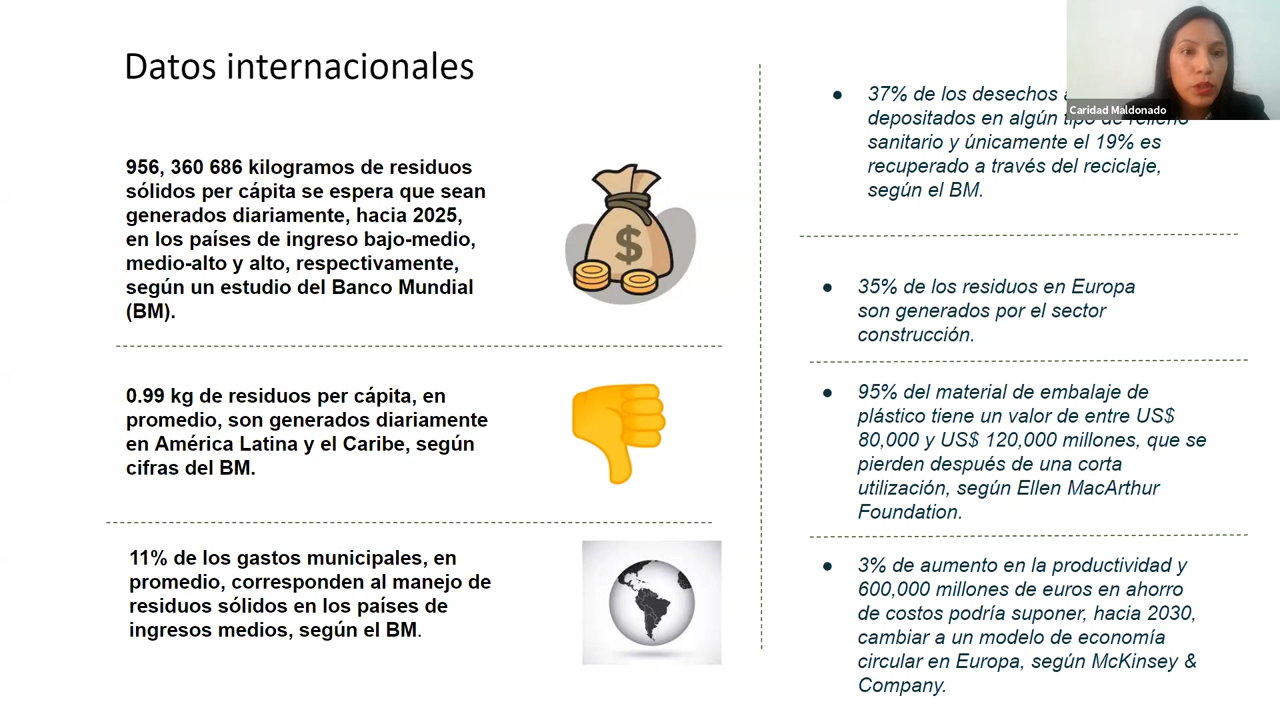 Datos internacionales
956, 360 686 kilogramos de residuos
sólidos per cápita se espera que sean
generados diariamente, hacia 2025,
en los países de ingreso bajo-medio,
medio-alto y alto, respectivamente,
según un estudio del Banco Mundial
(BM).
$
0.99 kg de residuos per cápita, en
promedio, son generados diariamente
en América Latina y el Caribe, según
cifras del BM.
11% de los gastos municipales, en
promedio, corresponden al manejo de
residuos sólidos en los países de
ingresos medios, según el BM.
Caridad Maldonado
● 37% de los desechos
depositados en algún tipo de relleno
sanitario y únicamente el 19% es
recuperado a través del reciclaje,
según el BM.
● 35% de los residuos en Europa
son generados por el sector
construcción.
● 95% del material de embalaje de
plástico tiene un valor de entre US$
80,000 y US$ 120,000 millones, que se
pierden después de una corta
utilización, según Ellen MacArthur
Foundation.
● 3% de aumento en la productividad y
600,000 millones de euros en ahorro
de costos podría suponer, hacia 2030,
cambiar a un modelo de economía
circular en Europa, según McKinsey &
Company.